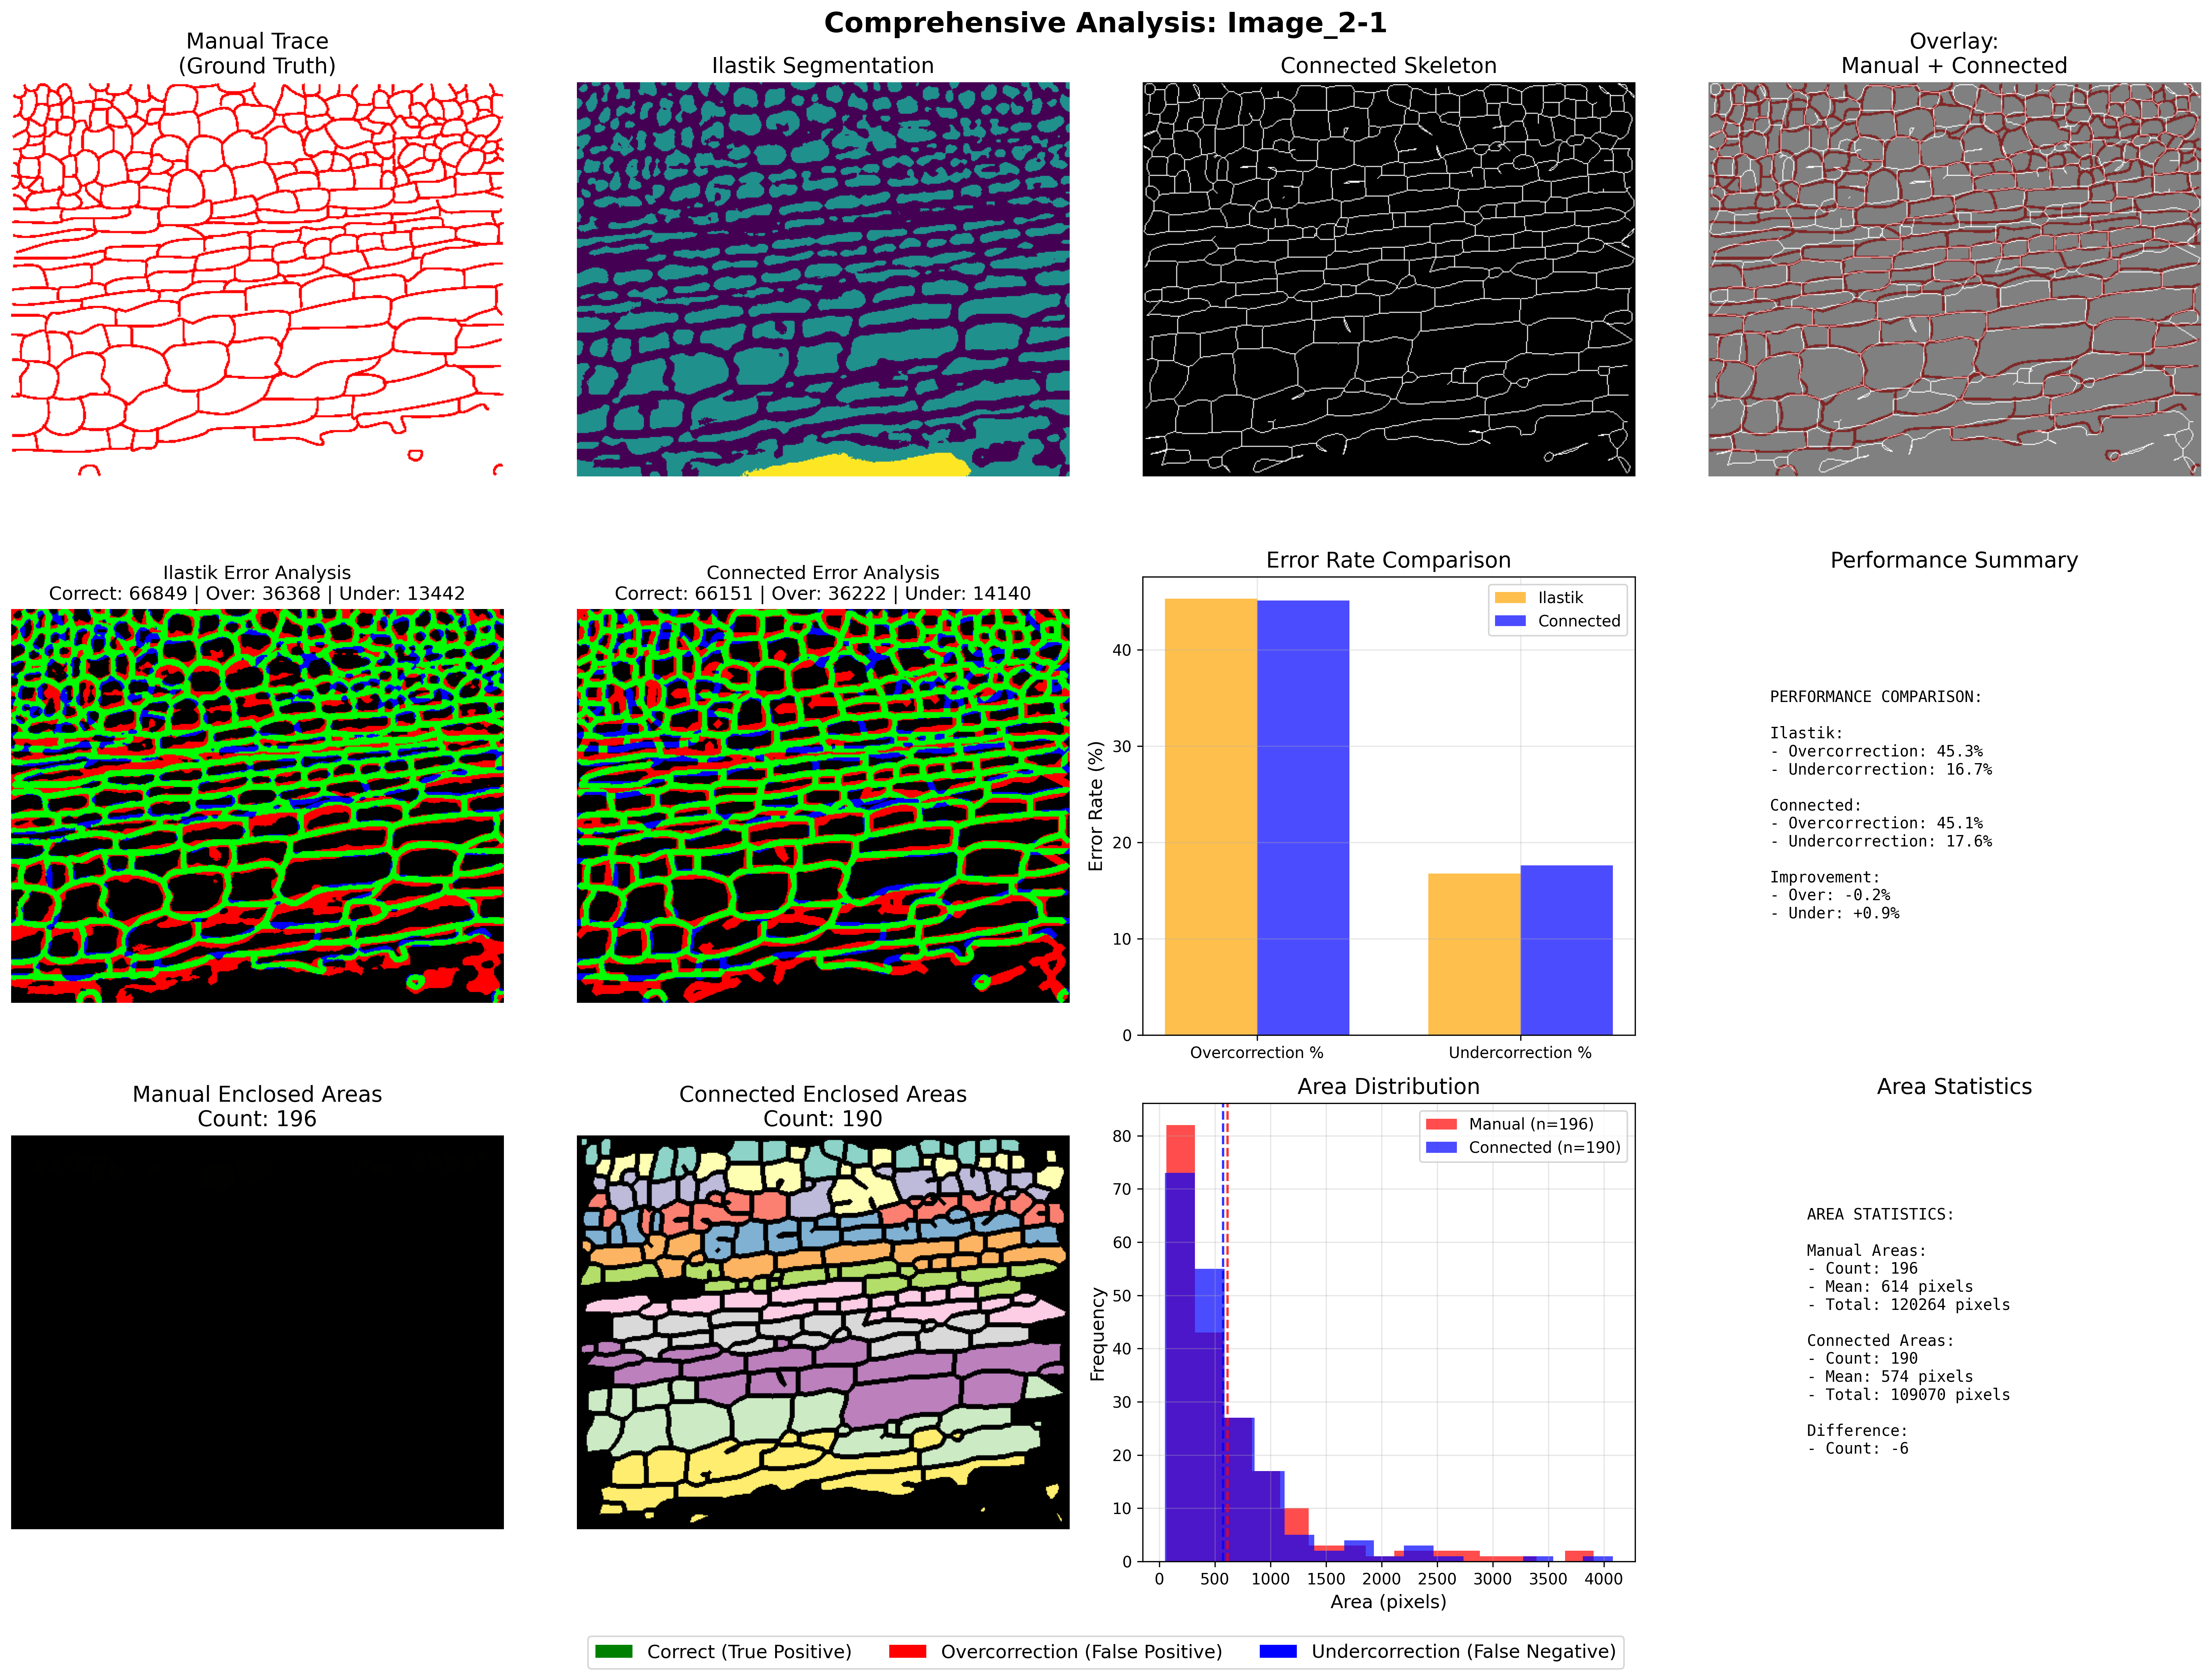 Comprehensive Analysis: Image_2-1
Manual Trace
(Ground Truth)
Ilastik Segmentation
Connected Skeleton
Overlay:
Manual + Connected
Ilastik Error Analysis
Correct: 66849 | Over: 36368 | Under: 13442
Connected Error Analysis
Correct: 66151 | Over: 36222 | Under: 14140
Error Rate Comparison
Ilastik
Connected
Error Rate (%)
40
30
20
10
0
Overcorrection %
Undercorrection %
Performance Summary
PERFORMANCE COMPARISON:
Ilastik:
- Overcorrection: 45.3%
- Undercorrection: 16.7%
Connected:
- Overcorrection: 45.1%
- Undercorrection: 17.6%
Improvement:
- Over: -0.2%
- Under: +0.9%
Manual Enclosed Areas
Count: 196
Connected Enclosed Areas
Count: 190
Area Distribution
Manual (n=196)
Connected (n=190)
Frequency
80
70
60
50
40
30
20
10
0
0 500 1000 1500 2000 2500 3000 3500 4000
Area (pixels)
Area Statistics
AREA STATISTICS:
Manual Areas:
- Count: 196
- Mean: 614 pixels
- Total: 120264 pixels
Connected Areas:
- Count: 190
- Mean: 574 pixels
- Total: 109070 pixels
Difference:
- Count: -6
Correct (True Positive)
Overcorrection (False Positive)
Undercorrection (False Negative)